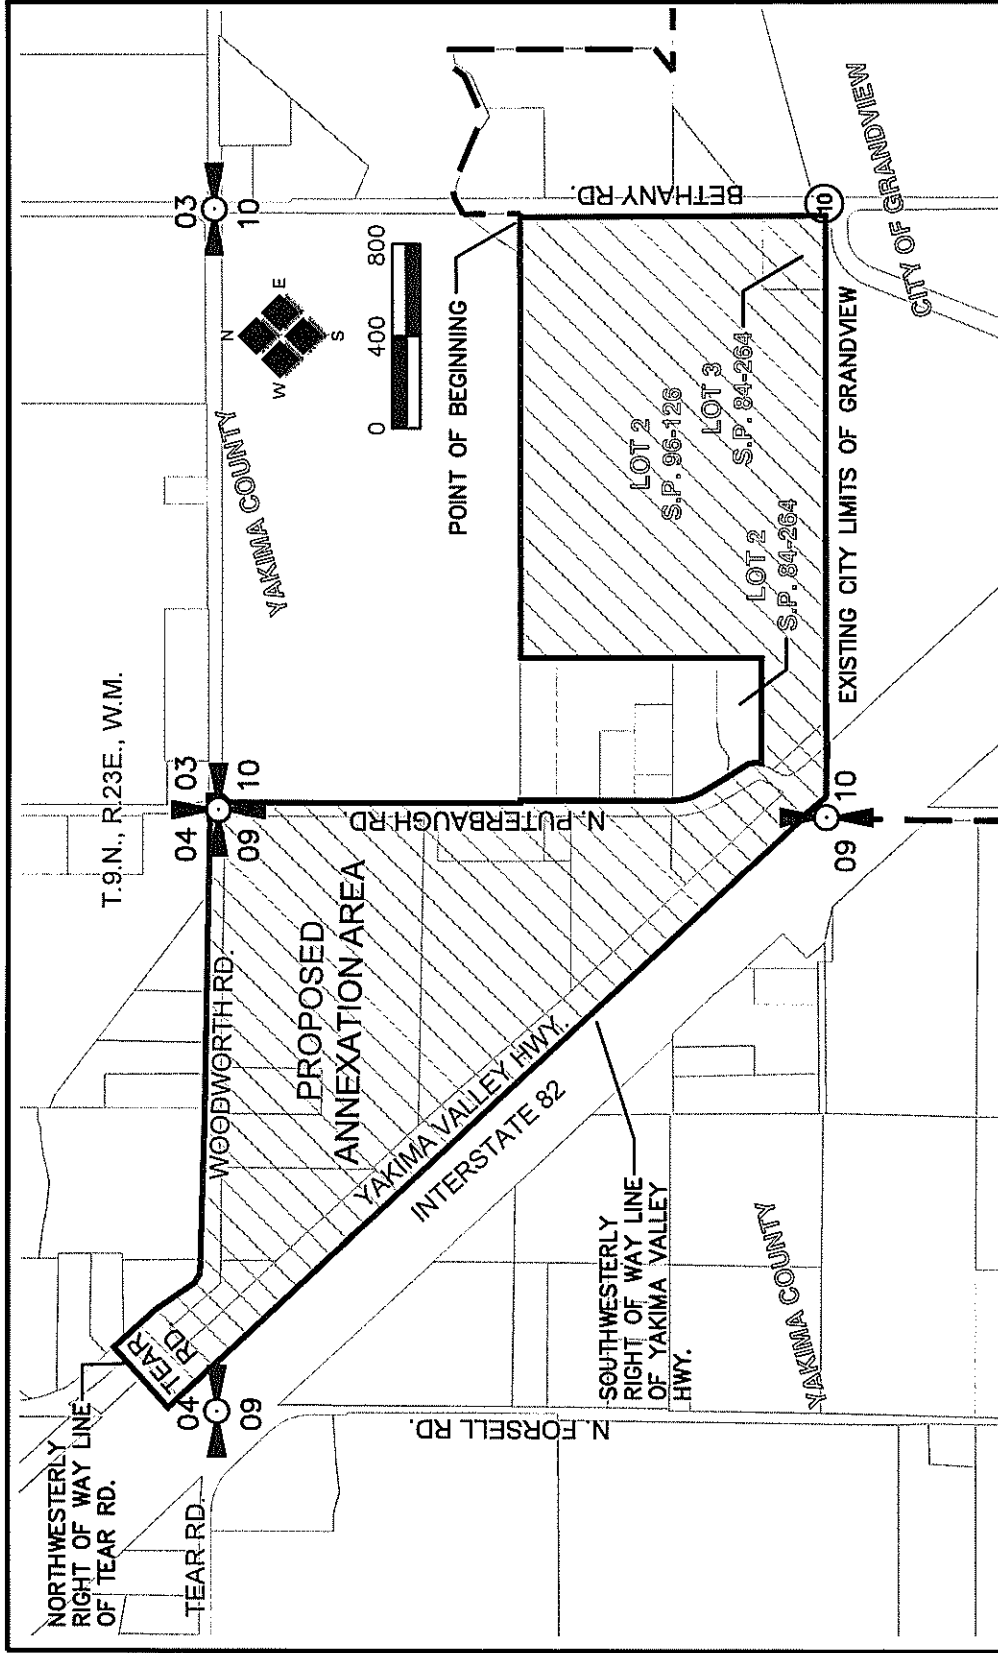 T.9.N., R.23E., W.M.
NORTHWESTERLY
RIGHT OF WAY LINE
OF TEAR RD.
TEAR RD.
TEAR
RD
04
09
WOODWORTH RD.
04 03
09 10
03
10
YAKIMA COUNTY
N
E
S
W
0 400 800
PROPOSED
ANNEXATION AREA
N. PUTERBAUGH RD.
POINT OF BEGINNING
BETHANY RD.
YAKIMA VALLEY HWY.
INTERSTATE 82
N. FORSELL RD.
SOUTHWESTERLY
RIGHT OF WAY LINE
OF YAKIMA VALLEY
HWY.
LOT 2
S.P. 96-126
LOT 3
S.P. 84-264
LOT 2
S.P. 84-264
YAKIMA COUNTY
09 10
EXISTING CITY LIMITS OF GRANDVIEW
10
CITY OF GRANDVIEW